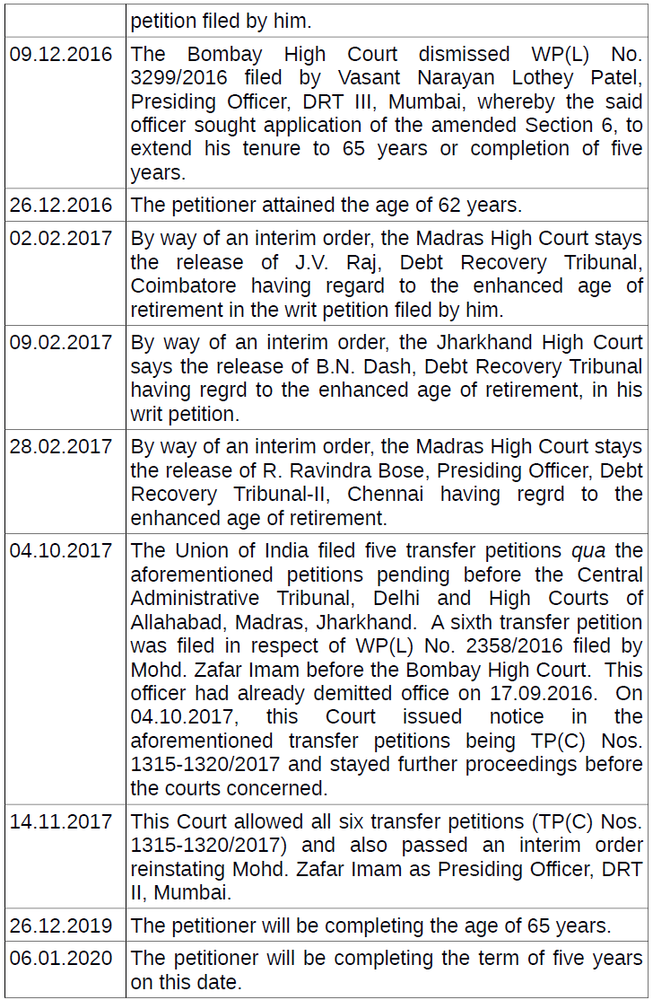 petition filed by him.
09.12.2016 The Bombay High Court dismissed WP(L) No.
3299/2016 filed by Vasant Narayan Lothey Patel,
Presiding Officer, DRT III, Mumbai, whereby the said
officer sought application of the amended Section 6, to
extend his tenure to 65 years or completion of five
years.
26.12.2016 The petitioner attained the age of 62 years.
02.02.2017 By way of an interim order, the Madras High Court stays
the release of J.V. Raj, Debt Recovery Tribunal,
Coimbatore having regard to the enhanced age of
retirement in the writ petition filed by him.
09.02.2017 By way of an interim order, the Jharkhand High Court
says the release of B.N. Dash, Debt Recovery Tribunal
having regrd to the enhanced age of retirement, in his
writ petition.
28.02.2017 By way of an interim order, the Madras High Court stays
the release of R. Ravindra Bose, Presiding Officer, Debt
Recovery Tribunal-II, Chennai having regrd to the
enhanced age of retirement.
04.10.2017 The Union of India filed five transfer petitions qua the
aforementioned petitions pending before the Central
Administrative Tribunal, Delhi and High Courts of
Allahabad, Madras, Jharkhand. A sixth transfer petition
was filed in respect of WP(L) No. 2358/2016 filed by
Mohd. Zafar Imam before the Bombay High Court. This
officer had already demitted office on 17.09.2016. On
04.10.2017, this Court issued notice in the
aforementioned transfer petitions being TP(C) Nos.
1315-1320/2017 and stayed further proceedings before
the courts concerned.
14.11.2017 This Court allowed all six transfer petitions (TP(C) Nos.
1315-1320/2017) and also passed an interim order
reinstating Mohd. Zafar Imam as Presiding Officer, DRT
II, Mumbai.
26.12.2019 The petitioner will be completing the age of 65 years.
06.01.2020 The petitioner will be completing the term of five years
on this date.